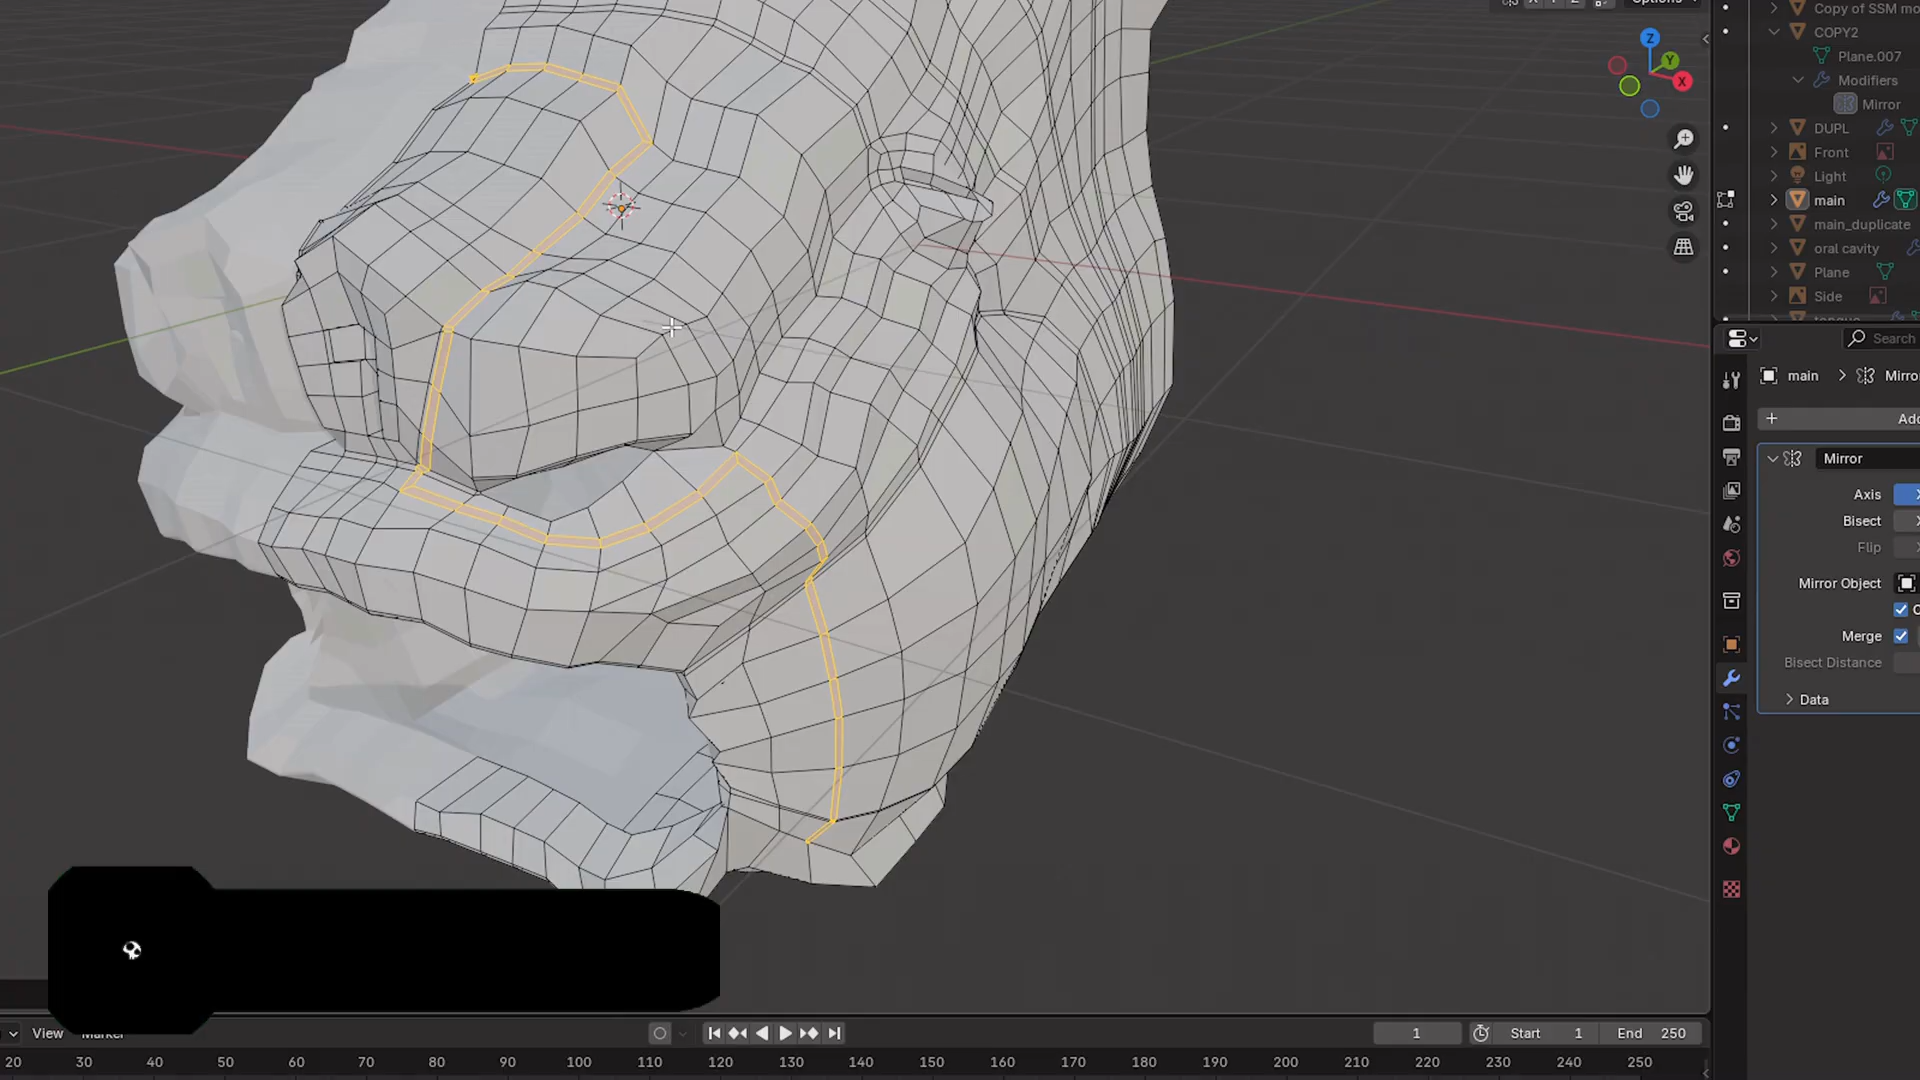 Options
X Y Z
Copy of SSM mo
COPY2
Plane.007
Modifiers
Mirror
DUPL
Front
Light
main
main_duplicate
oral cavity
Plane
Side
tongue
Z
Y
X
Search
main > Mirro
+ Add
Mirror
Axis X
Bisect X
Flip
Mirror Object
Merge
Bisect Distance
Data
View Marker
1 Start 1 End 250
20 30 40 50 60 70 80 90 100 110 120 130 140 150 160 170 180 190 200 210 220 230 240 250